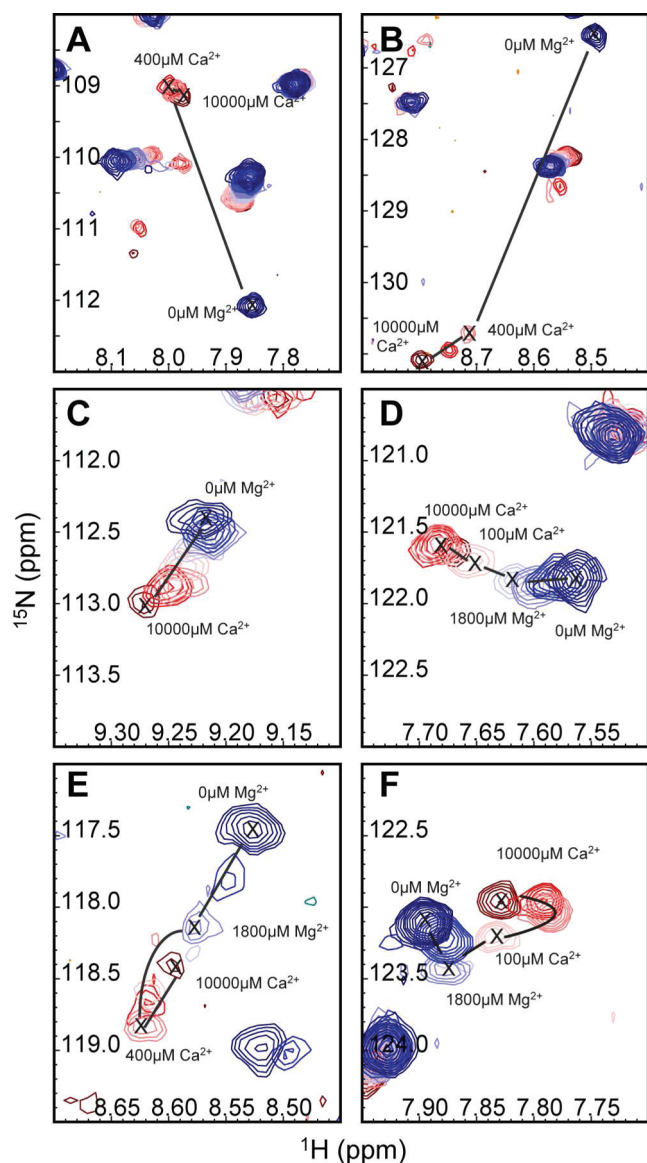 A
400µM Ca²⁺
10000µM Ca²⁺
0µM Mg²⁺
109
110
111
112
8.1 8.0 7.9 7.8
B
0µM Mg²⁺
10000µM
Ca²⁺
400µM Ca²⁺
127
128
129
130
8.7 8.6 8.5
C
0µM Mg²⁺
10000µM Ca²⁺
112.0
112.5
113.0
113.5
9.30 9.25 9.20 9.15
D
10000µM Ca²⁺
100µM Ca²⁺
1800µM Mg²⁺
0µM Mg²⁺
121.0
121.5
122.0
122.5
7.70 7.65 7.60 7.55
E
0µM Mg²⁺
1800µM Mg²⁺
10000µM Ca²⁺
400µM Ca²⁺
117.5
118.0
118.5
119.0
8.65 8.60 8.55 8.50
F
10000µM Ca²⁺
0µM Mg²⁺
100µM Ca²⁺
1800µM Mg²⁺
122.5
123.5
124.0
7.90 7.85 7.80 7.75
¹⁵N (ppm)
¹H (ppm)